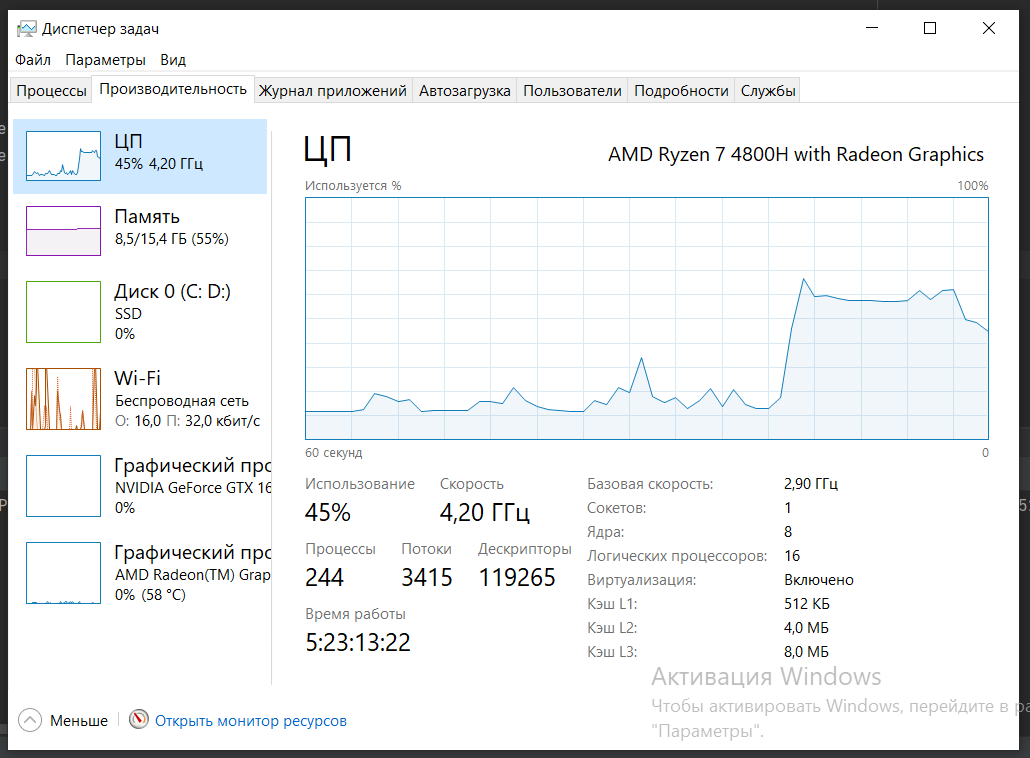 Диспетчер задач
Файл Параметры Вид
Процессы Производительность Журнал приложений Автозагрузка Пользователи Подробности Службы
ЦП
45% 4,20 ГГц
Память
8,5/15,4 ГБ (55%)
Диск 0 (C: D:)
SSD
0%
Wi-Fi
Беспроводная сеть
О: 16,0 П: 32,0 кбит/с
Графический про
NVIDIA GeForce GTX 16
0%
Графический про
AMD Radeon(TM) Grap
0% (58 °C)
ЦП
AMD Ryzen 7 4800H with Radeon Graphics
Используется %
100%
60 секунд
0
Использование
45%
Скорость
4,20 ГГц
Процессы
244
Потоки
3415
Дескрипторы
119265
Время работы
5:23:13:22
Базовая скорость: 2,90 ГГц
Сокетов: 1
Ядра: 8
Логических процессоров: 16
Виртуализация: Включено
Кэш L1: 512 КБ
Кэш L2: 4,0 МБ
Кэш L3: 8,0 МБ
Активация Windows
Чтобы активировать Windows, перейдите в ра
"Параметры".
Меньше
Открыть монитор ресурсов